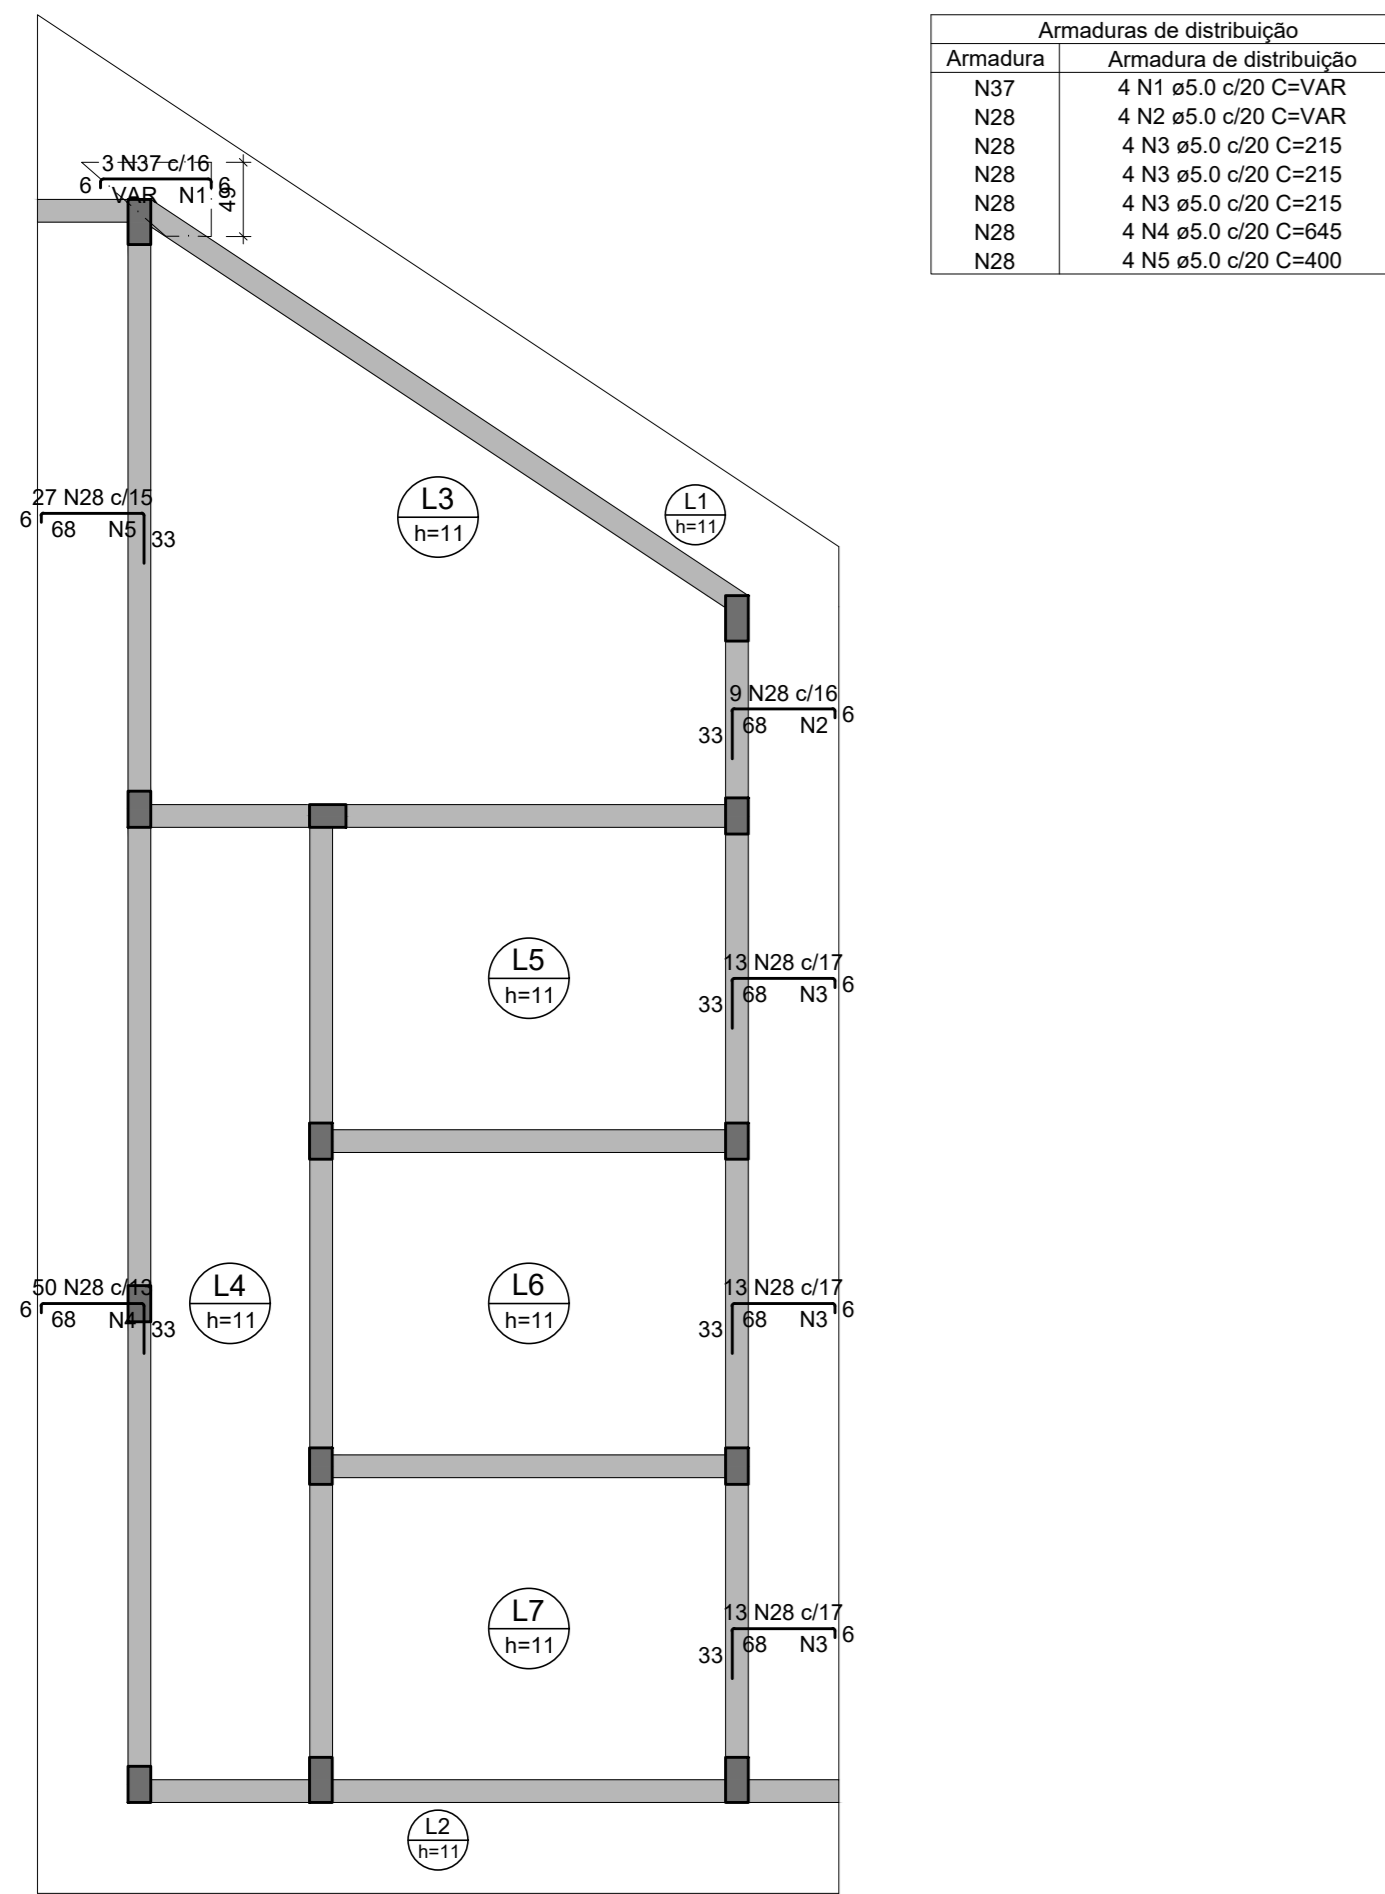 Armaduras de distribuição
Armadura Armadura de distribuição
N37 4 N1 ø5.0 c/20 C=VAR
N28 4 N2 ø5.0 c/20 C=VAR
N28 4 N3 ø5.0 c/20 C=215
N28 4 N3 ø5.0 c/20 C=215
N28 4 N3 ø5.0 c/20 C=215
N28 4 N4 ø5.0 c/20 C=645
N28 4 N5 ø5.0 c/20 C=400
3 N37 c/16
6 VAR N1 6
49
27 N28 c/15
6 68 N5 33
L3
h=11
L1
h=11
9 N28 c/16
33 68 N2 6
L5
h=11
13 N28 c/17
33 68 N3 6
50 N28 c/13
6 68 N4 33
L4
h=11
L6
h=11
13 N28 c/17
33 68 N3 6
L7
h=11
13 N28 c/17
33 68 N3 6
L2
h=11